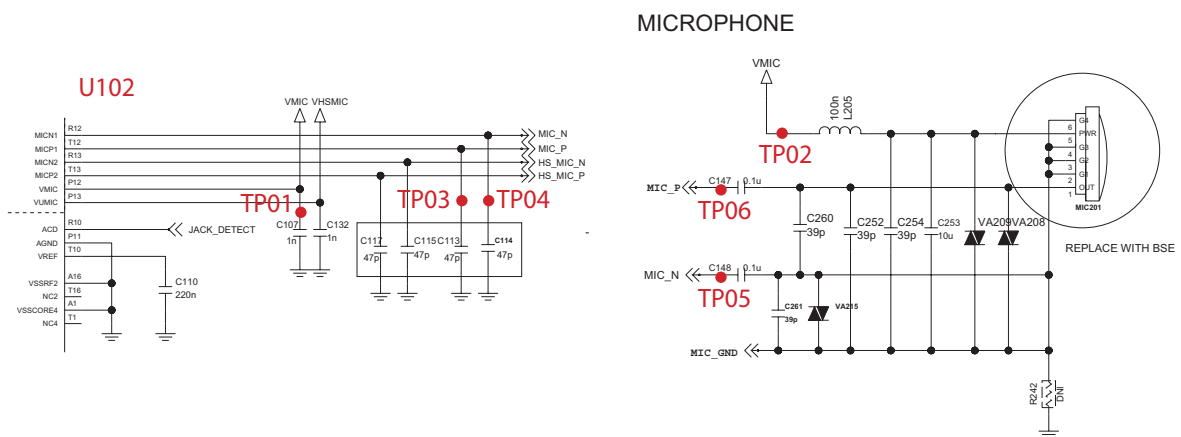 MICROPHONE
U102
VMIC VHSMIC
MICN1 R12 MIC_N
MICP1 T12 MIC_P
MICN2 R13 HS_MIC_N
MICP2 T13 HS_MIC_P
VMIC P12
VUMIC P13
TP01 TP03 TP04
ACD R10 JACK_DETECT
AGND P11
VREF T10
C107 1n
C132 1n
C117 47p
C115 47p
C113 47p
C114 47p
C110 220n
VSSRF2 A16
NC2 T16
VSSCORE4 A1
NC4 T1
-
VMIC
100n
L205
TP02
G4
6 PWR
5 G3
4 G2
3 G1
2 OUT
1
MIC201
REPLACE WITH BSE
MIC_P C147 0.1u
TP06
C260 39p
C252 39p
C254 39p
C253 10u
VA209VA208
MIC_N C148 0.1u
TP05
C261 39p
VA215
MIC_GND
R242
DNI